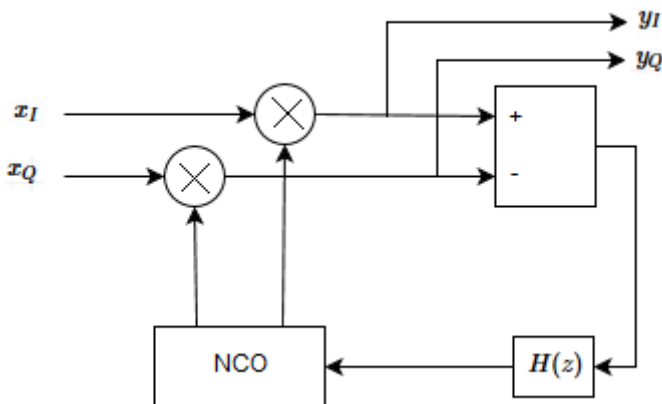 y_I
y_Q
x_I
+
x_Q
-
NCO
H(z)